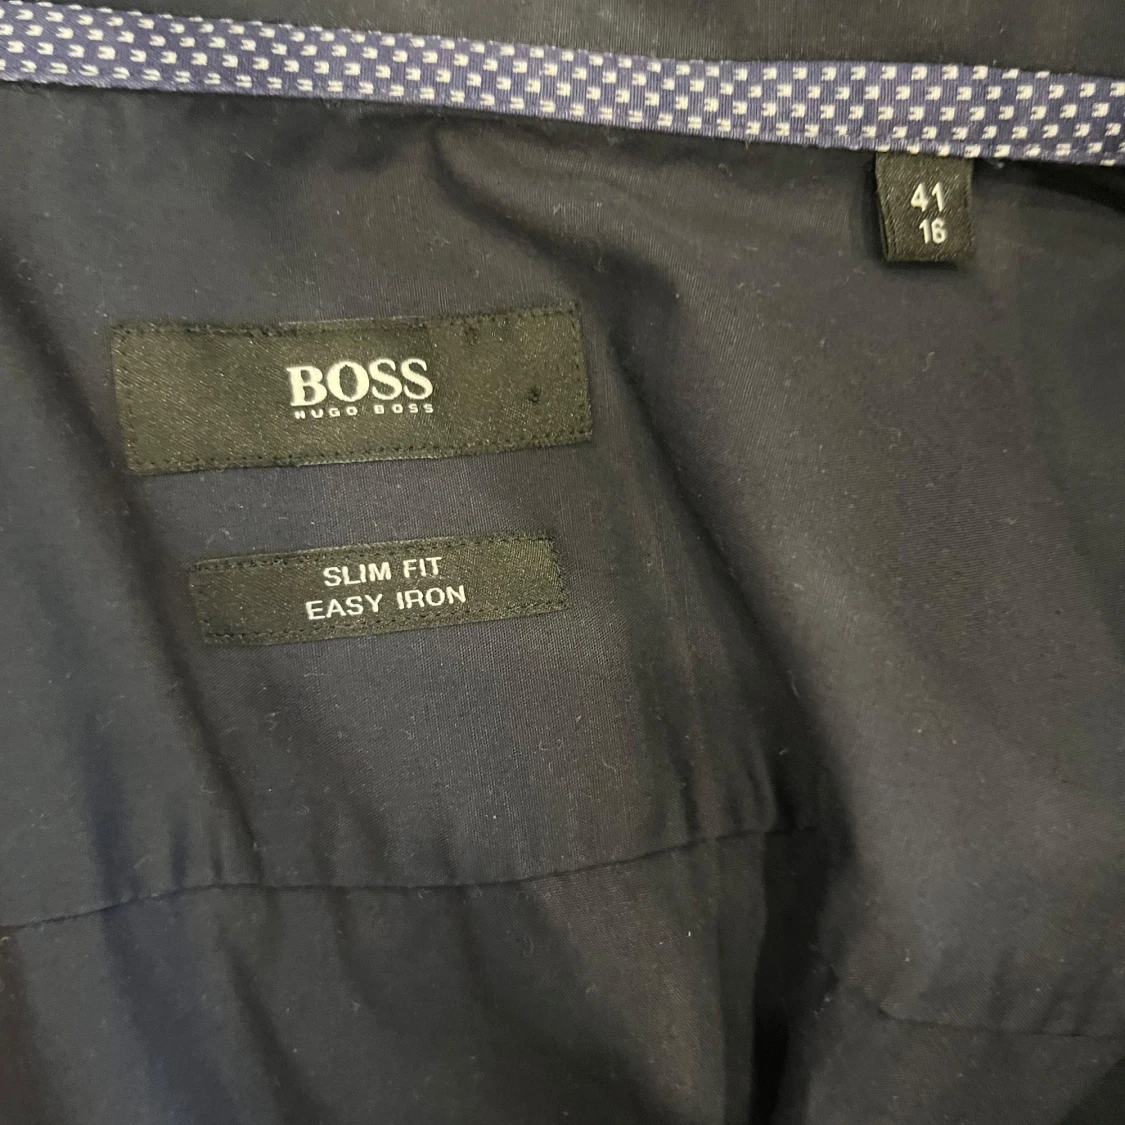 41
16
BOSS
HUGO BOSS
SLIM FIT
EASY IRON